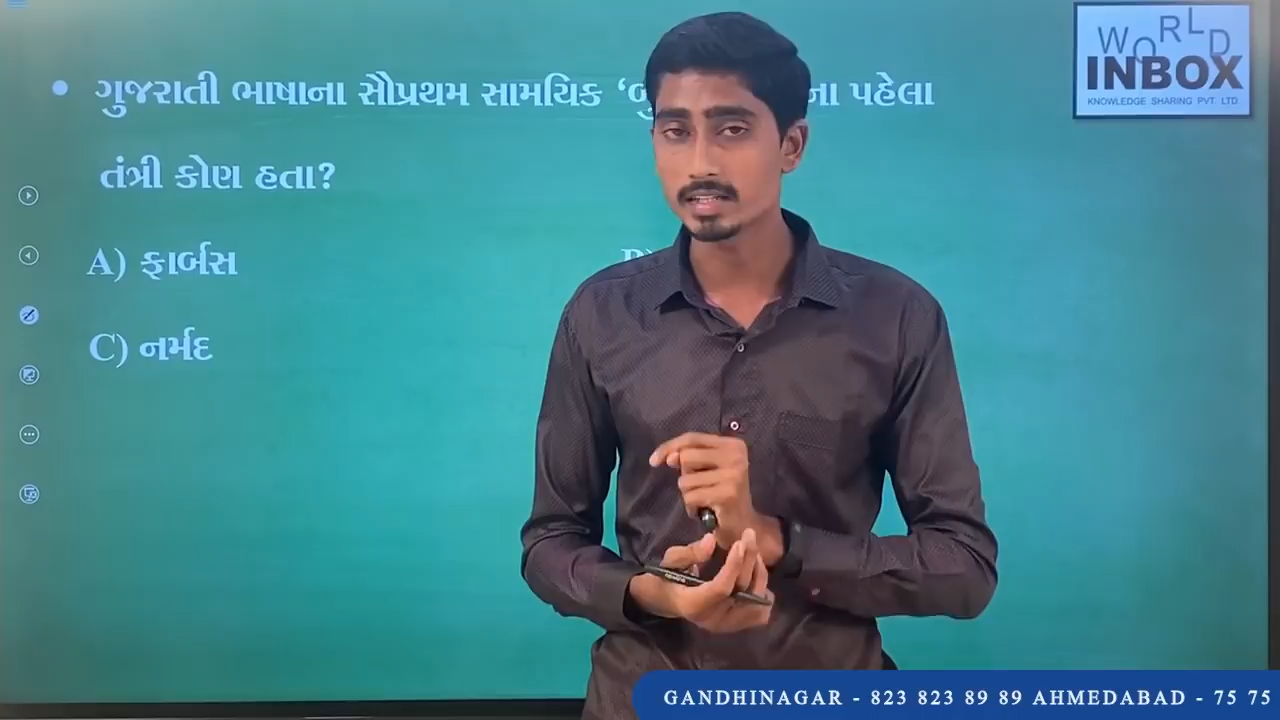 ગુજરાતી ભાષાના સૌપ્રથમ સામયિક ના પહેલા
તંત્રી કોણ હતા?
A) ફાર્બસ
C) નર્મદ
WORLD
INBOX
KNOWLEDGE SHARING PVT. LTD.
GANDHINAGAR - 823 823 89 89 AHMEDABAD - 75 75